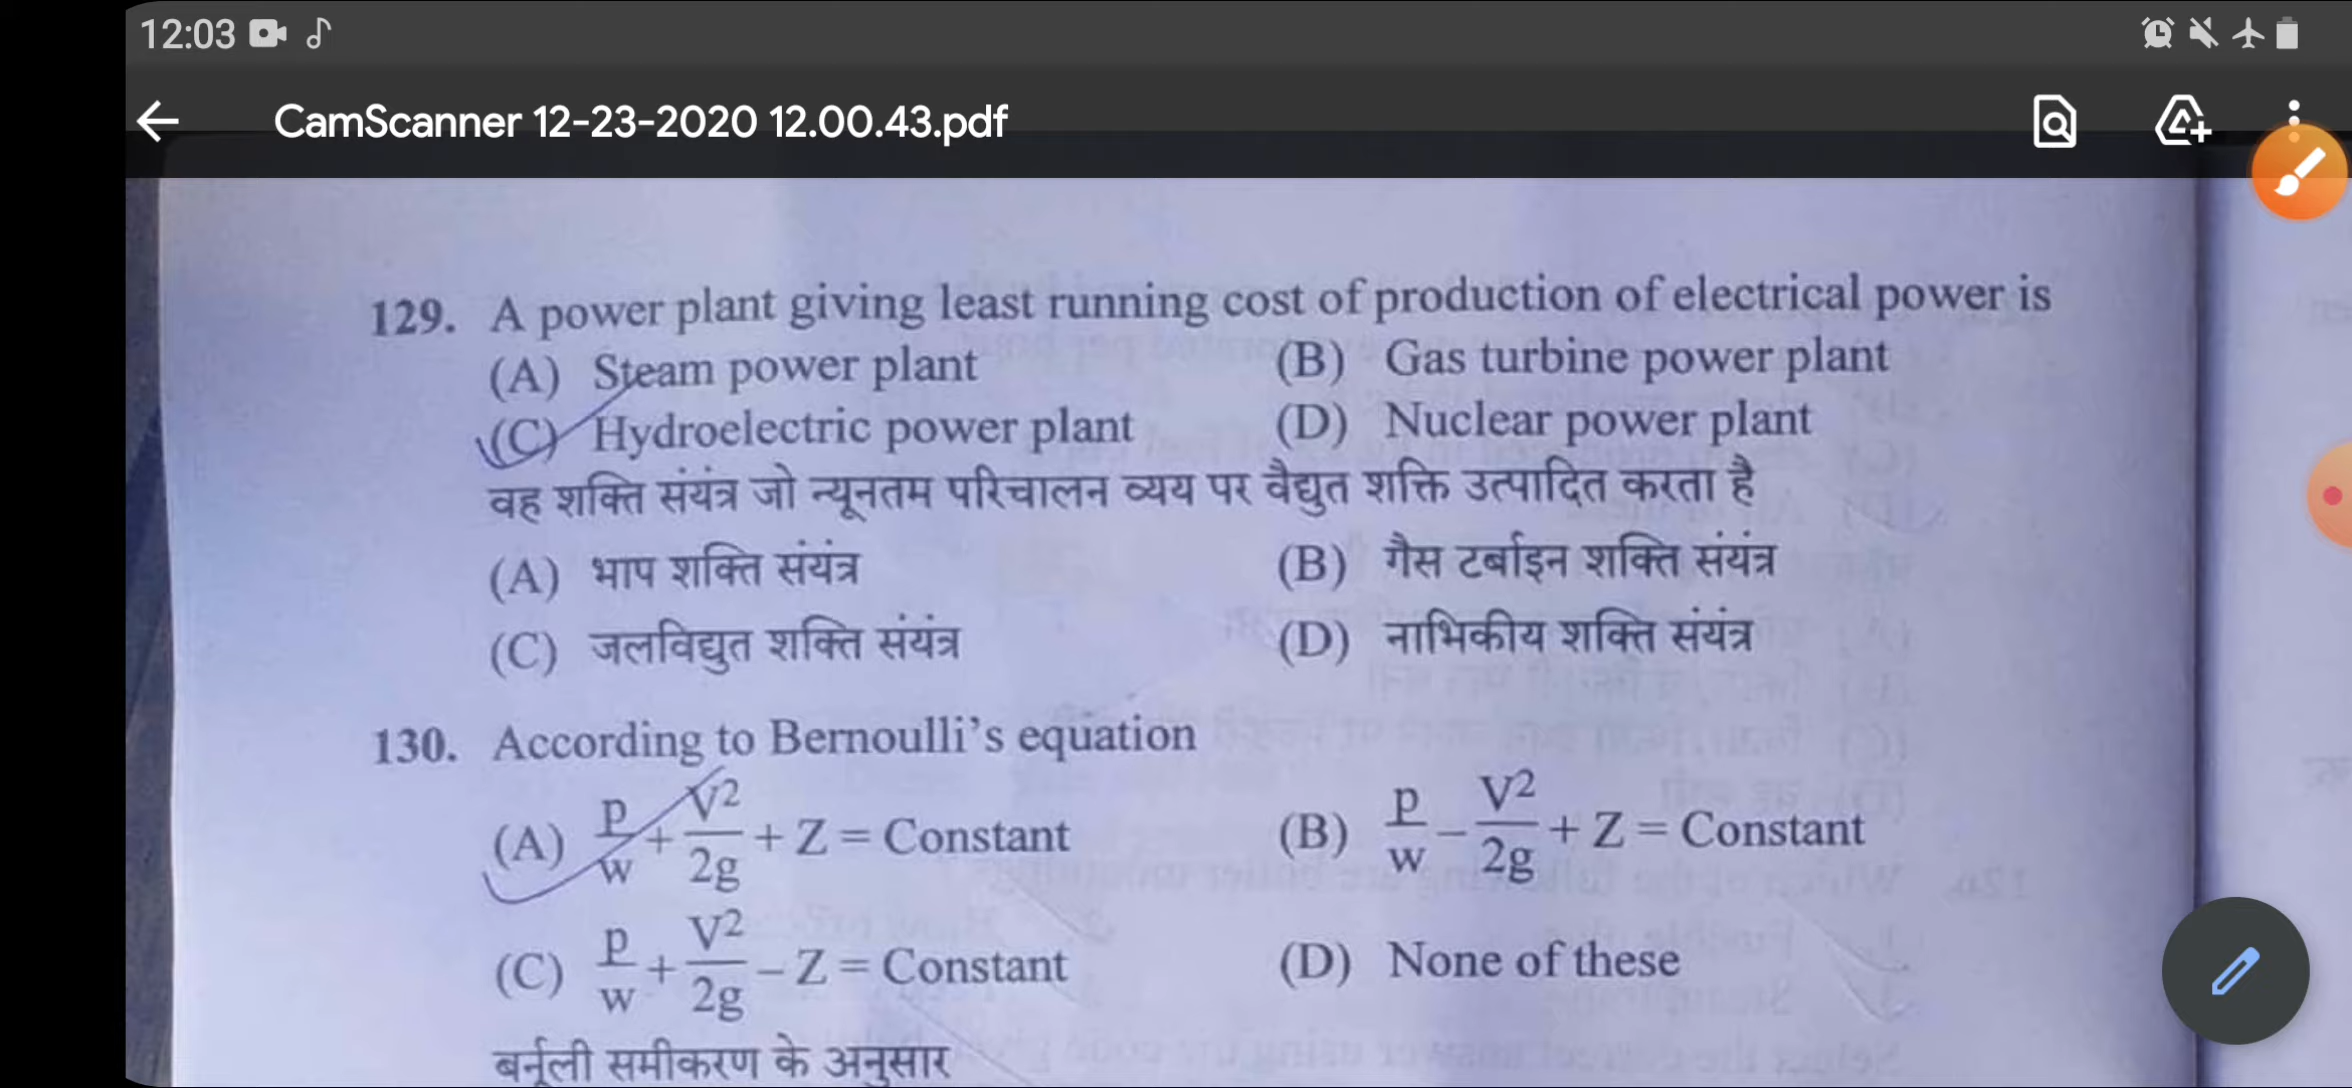 12:03
CamScanner 12-23-2020 12.00.43.pdf
129. A power plant giving least running cost of production of electrical power is
(A) Steam power plant (B) Gas turbine power plant
(C) Hydroelectric power plant (D) Nuclear power plant
वह शक्ति संयंत्र जो न्यूनतम परिचालन व्यय पर वैद्युत शक्ति उत्पादित करता है
(A) भाप शक्ति संयंत्र (B) गैस टर्बाइन शक्ति संयंत्र
(C) जलविद्युत शक्ति संयंत्र (D) नाभिकीय शक्ति संयंत्र
130. According to Bernoulli's equation
(A) p/w + V²/2g + Z = Constant (B) p/w − V²/2g + Z = Constant
(C) p/w + V²/2g − Z = Constant (D) None of these
बर्नूली समीकरण के अनुसार